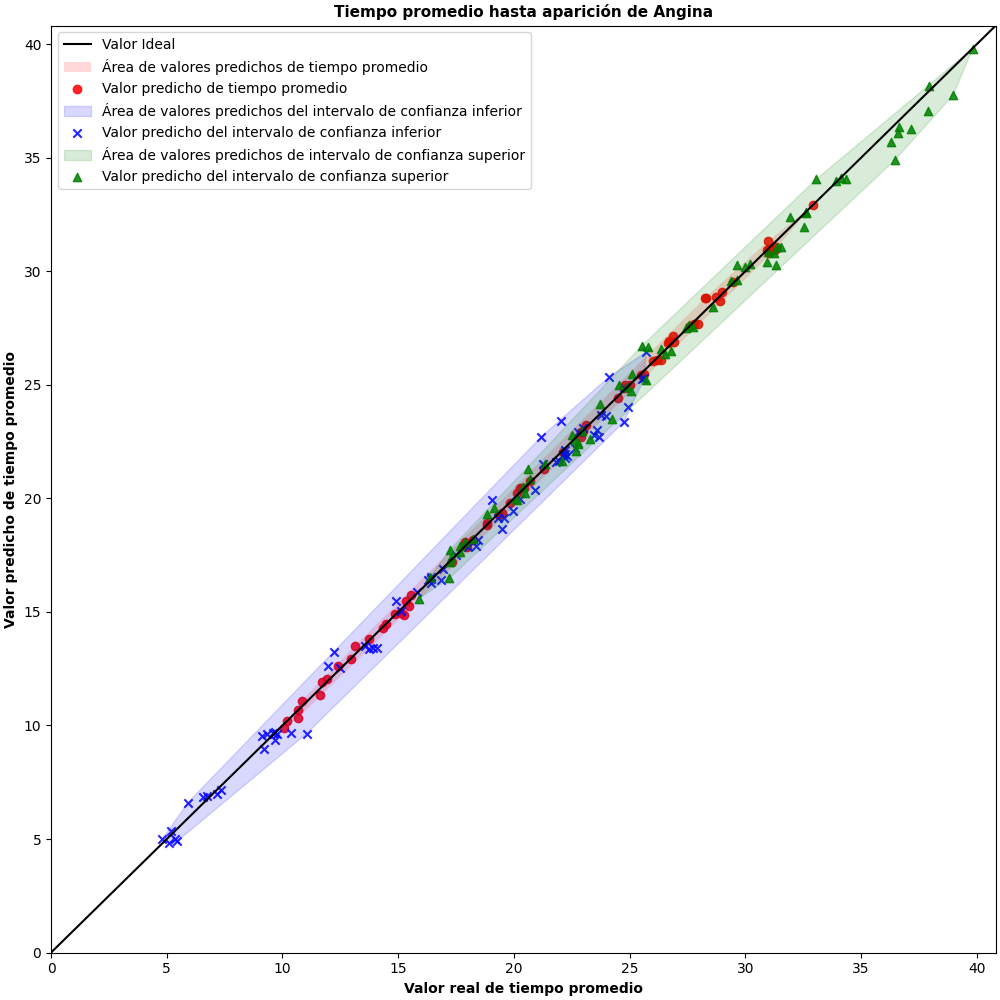 Tiempo promedio hasta aparición de Angina
Valor Ideal
Área de valores predichos de tiempo promedio
Valor predicho de tiempo promedio
Área de valores predichos del intervalo de confianza inferior
Valor predicho del intervalo de confianza inferior
Área de valores predichos de intervalo de confianza superior
Valor predicho del intervalo de confianza superior
Valor predicho de tiempo promedio
40
35
30
25
20
15
10
5
0
0 5 10 15 20 25 30 35 40
Valor real de tiempo promedio